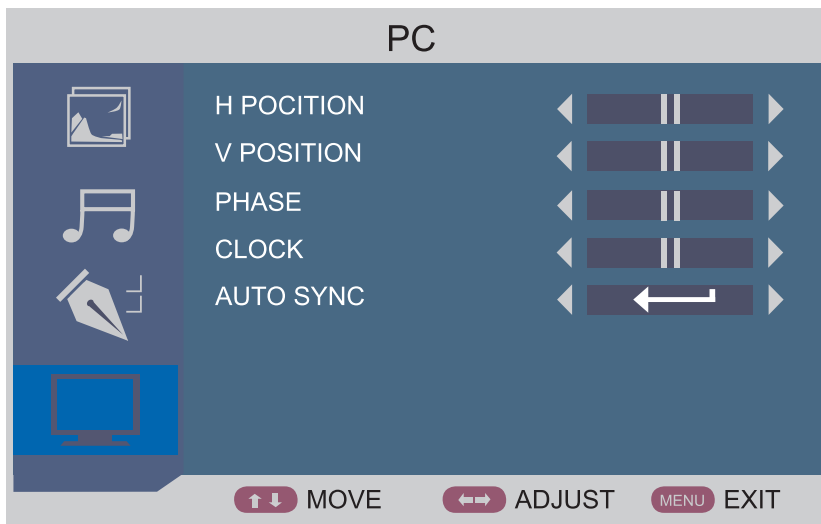 PC
H POCITION
V POSITION
PHASE
CLOCK
AUTO SYNC
MOVE ADJUST MENU EXIT